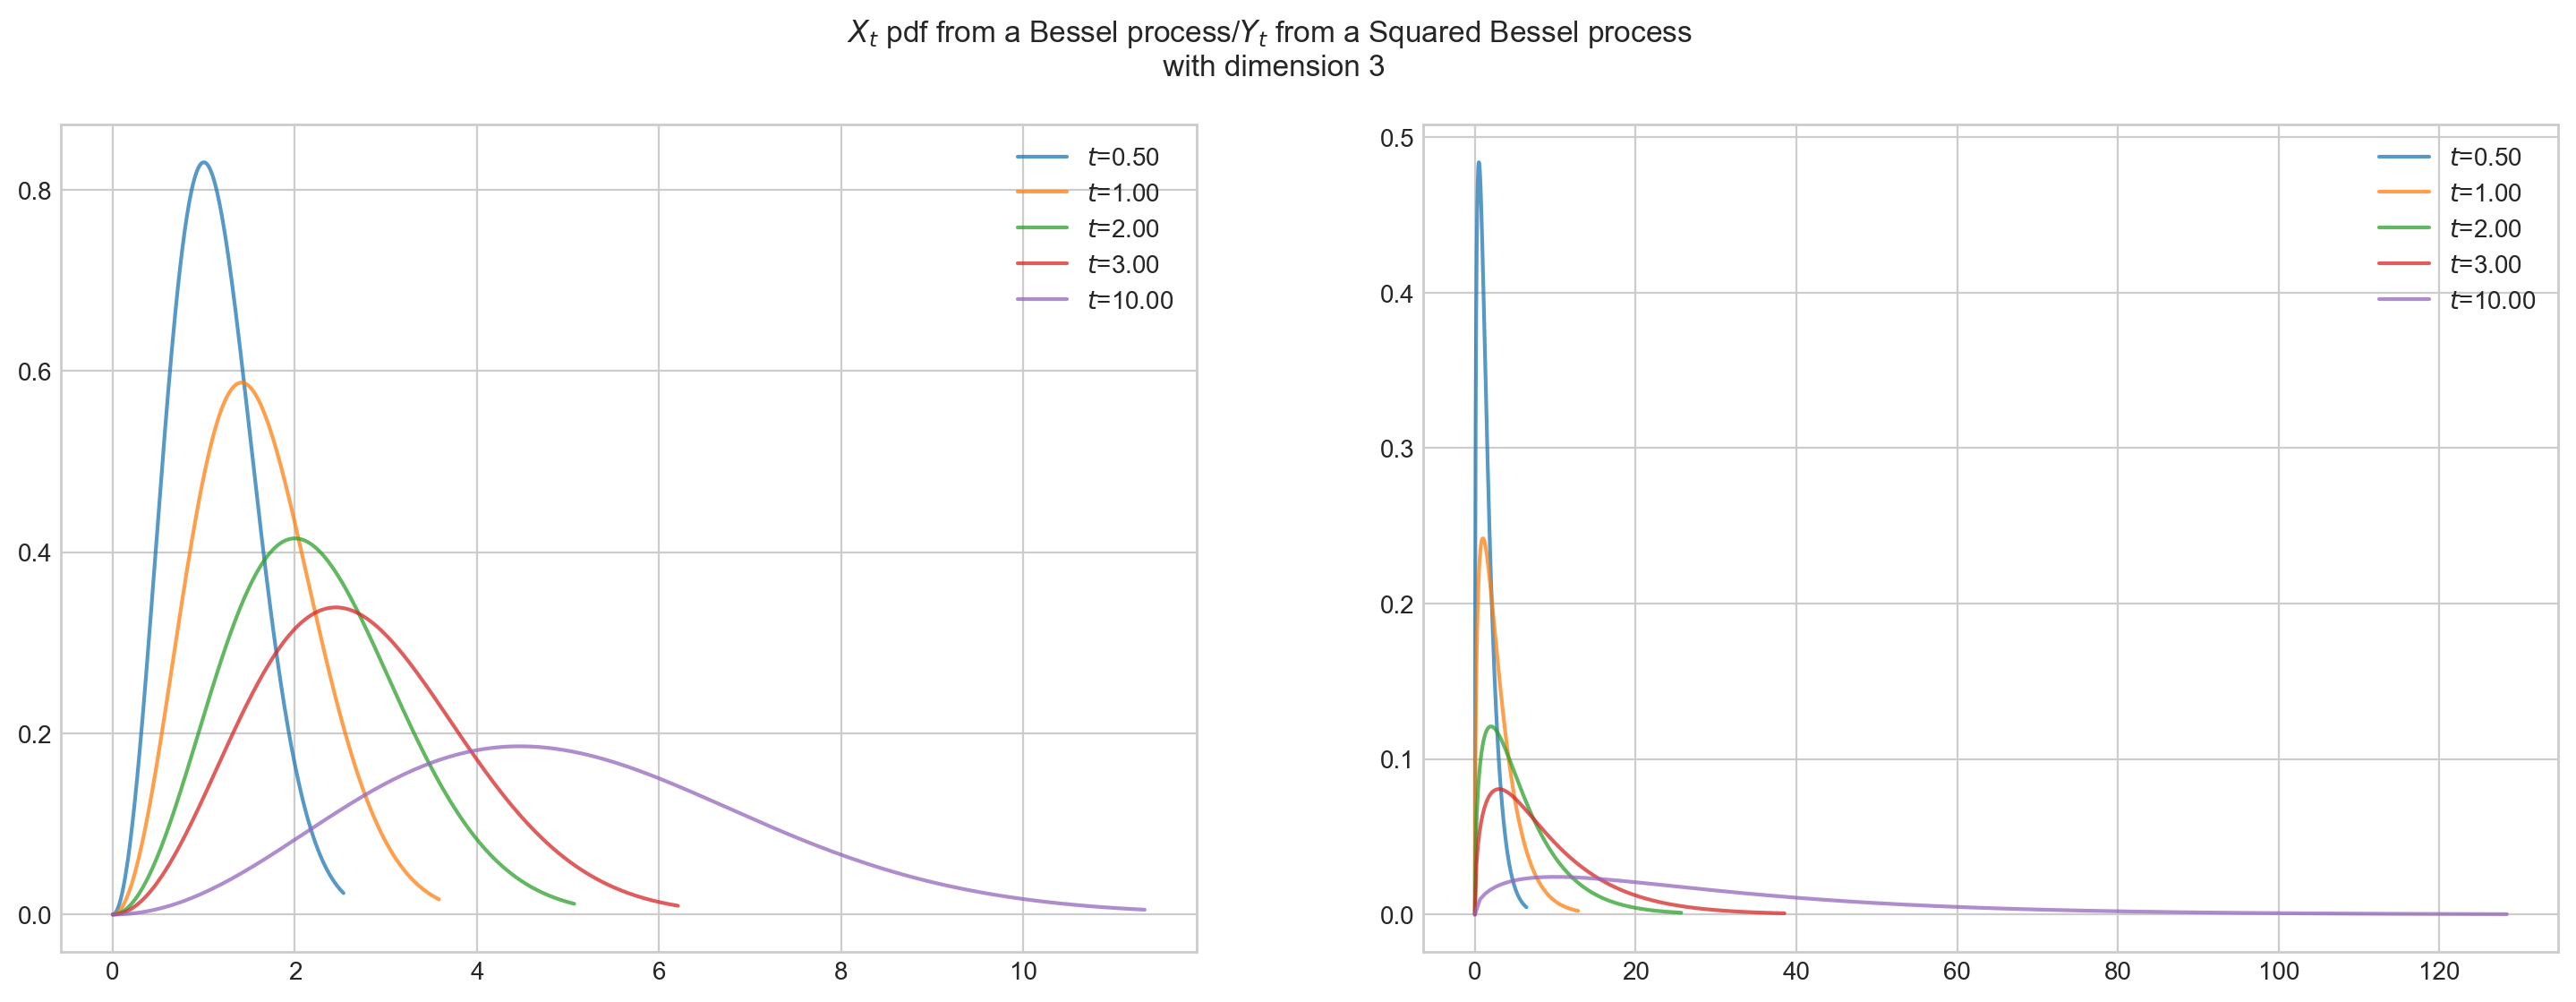 X_t pdf from a Bessel process/Y_t from a Squared Bessel process
with dimension 3
0.8
0.6
0.4
0.2
0.0
0 2 4 6 8 10
t=0.50
t=1.00
t=2.00
t=3.00
t=10.00
0.5
0.4
0.3
0.2
0.1
0.0
0 20 40 60 80 100 120
t=0.50
t=1.00
t=2.00
t=3.00
t=10.00